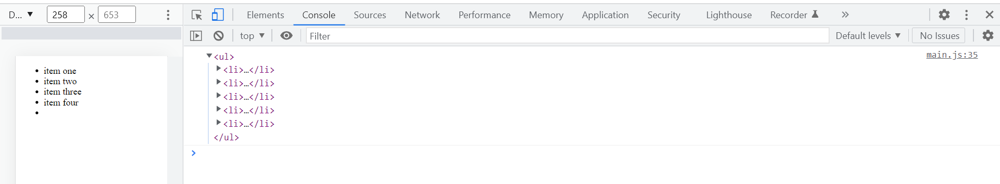 D... ▼ 258 × 653
Elements Console Sources Network Performance Memory Application Security Lighthouse Recorder
top ▼ Filter Default levels ▼ No Issues
item one
item two
item three
item four
<ul> main.js:35
<li>…</li>
<li>…</li>
<li>…</li>
<li>…</li>
<li>…</li>
</ul>